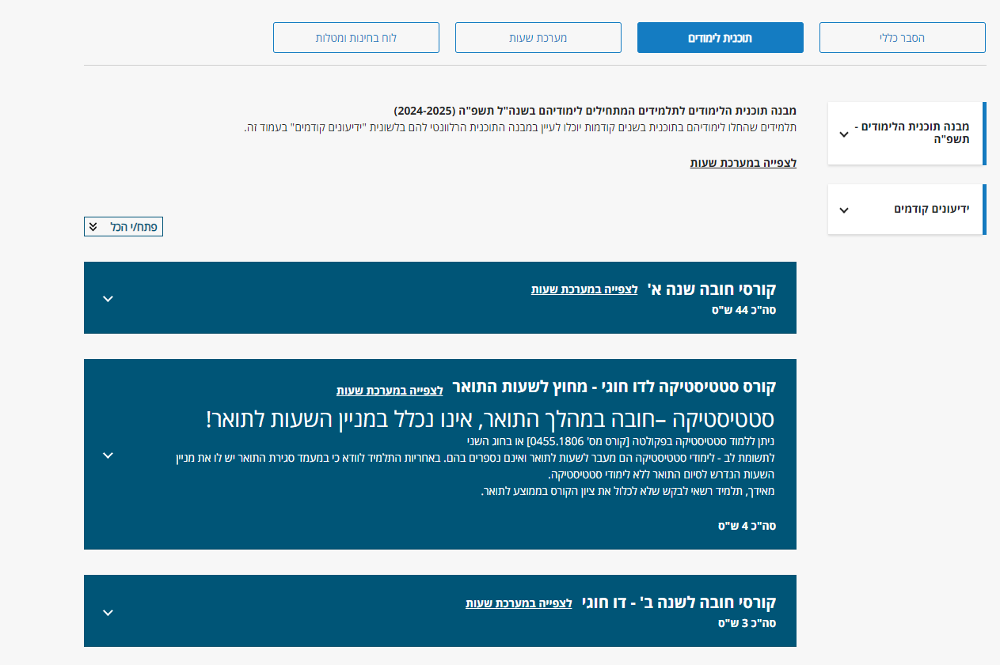 הסבר כללי
תוכנית לימודים
מערכת שעות
לוח בחינות ומטלות
מבנה תוכנית הלימודים -
תשפ"ה
ידיעונים קודמים
מבנה תוכנית הלימודים לתלמידים המתחילים לימודיהם בשנה"ל תשפ"ה (2024-2025)
תלמידים שהחלו לימודיהם בתוכנית בשנים קודמות יוכלו לעיין במבנה התוכנית הרלוונטי להם בלשונית "ידיעונים קודמים" בעמוד זה.
לצפייה במערכת שעות
פתח/י הכל
קורסי חובה שנה א' לצפייה במערכת שעות
סה"כ 44 ש"ס
קורס סטטיסטיקה לדו חוגי - מחוץ לשעות התואר לצפייה במערכת שעות
סטטיסטיקה –חובה במהלך התואר, אינו נכלל במניין השעות לתואר!
ניתן ללמוד סטטיסטיקה בפקולטה [קורס מס' 0455.1806] או בחוג השני
לתשומת לב - לימודי סטטיסטיקה הם מעבר לשעות לתואר ואינם נספרים בהם. באחריות התלמיד לוודא כי במעמד סגירת התואר יש לו את מניין
השעות הנדרש לסיום התואר ללא לימודי סטטיסטיקה.
מאידך, תלמיד רשאי לבקש שלא לכלול את ציון הקורס בממוצע לתואר.
סה"כ 4 ש"ס
קורסי חובה לשנה ב' - דו חוגי לצפייה במערכת שעות
סה"כ 3 ש"ס